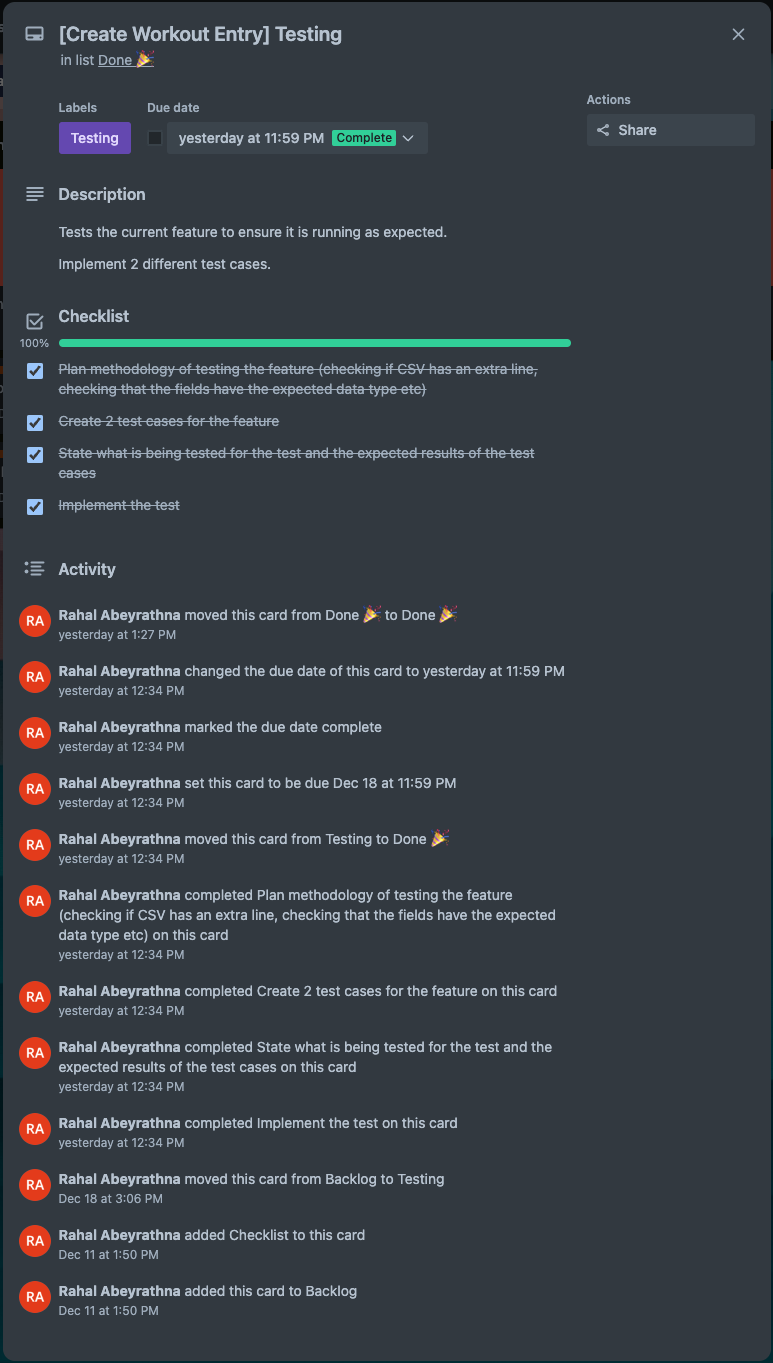 [Create Workout Entry] Testing
in list Done 🎉
Labels
Due date
Actions
Testing
yesterday at 11:59 PM Complete
Share
Description
Tests the current feature to ensure it is running as expected.
Implement 2 different test cases.
Checklist
100%
Plan methodology of testing the feature (checking if CSV has an extra line,
checking that the fields have the expected data type etc)
Create 2 test cases for the feature
State what is being tested for the test and the expected results of the test
cases
Implement the test
Activity
RA
Rahal Abeyrathna moved this card from Done 🎉 to Done 🎉
yesterday at 1:27 PM
RA
Rahal Abeyrathna changed the due date of this card to yesterday at 11:59 PM
yesterday at 12:34 PM
RA
Rahal Abeyrathna marked the due date complete
yesterday at 12:34 PM
RA
Rahal Abeyrathna set this card to be due Dec 18 at 11:59 PM
yesterday at 12:34 PM
RA
Rahal Abeyrathna moved this card from Testing to Done 🎉
yesterday at 12:34 PM
RA
Rahal Abeyrathna completed Plan methodology of testing the feature
(checking if CSV has an extra line, checking that the fields have the expected
data type etc) on this card
yesterday at 12:34 PM
RA
Rahal Abeyrathna completed Create 2 test cases for the feature on this card
yesterday at 12:34 PM
RA
Rahal Abeyrathna completed State what is being tested for the test and the
expected results of the test cases on this card
yesterday at 12:34 PM
RA
Rahal Abeyrathna completed Implement the test on this card
yesterday at 12:34 PM
RA
Rahal Abeyrathna moved this card from Backlog to Testing
Dec 18 at 3:06 PM
RA
Rahal Abeyrathna added Checklist to this card
Dec 11 at 1:50 PM
RA
Rahal Abeyrathna added this card to Backlog
Dec 11 at 1:50 PM